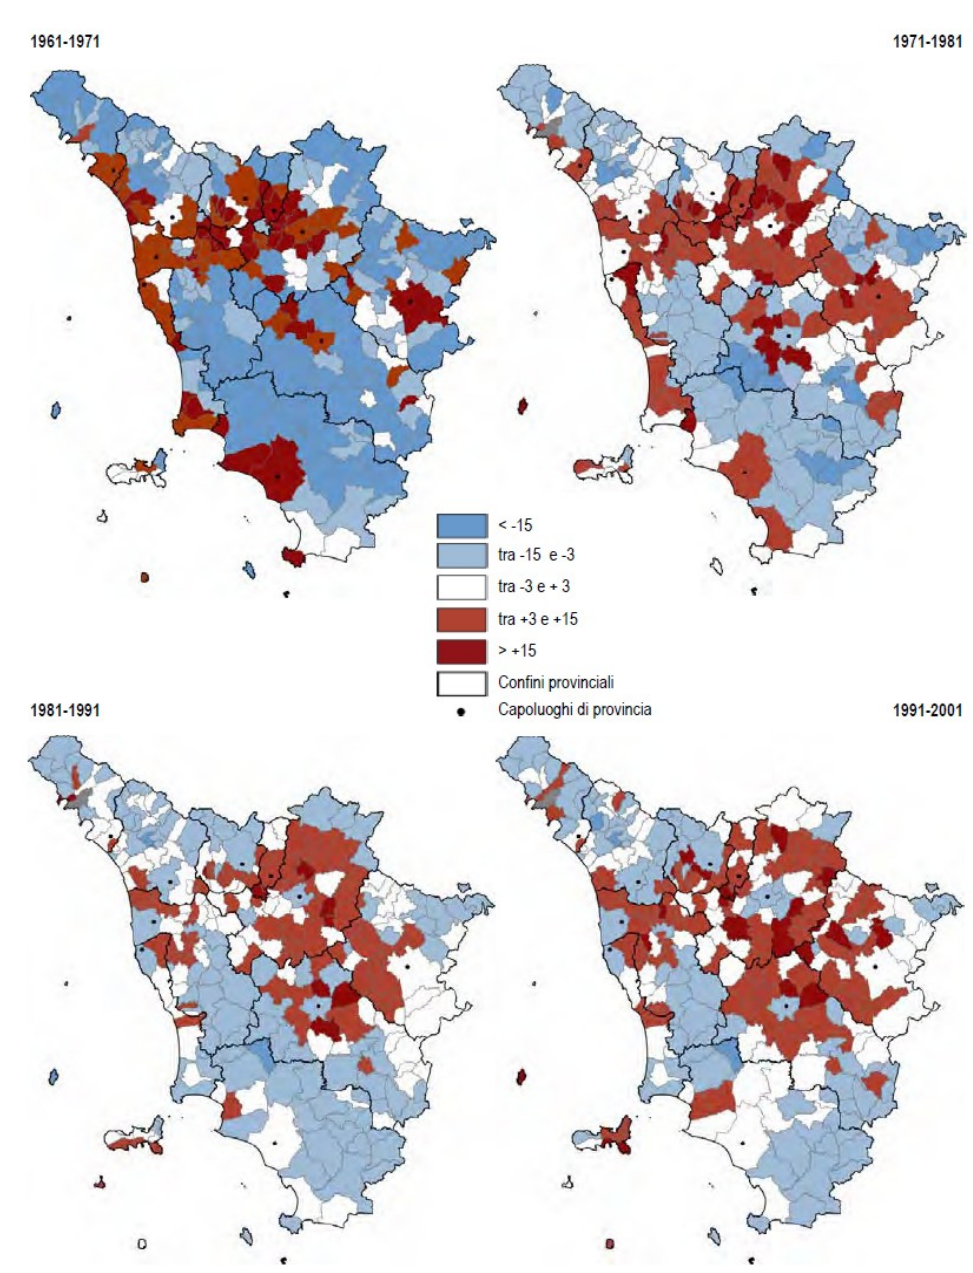 1961-1971
1971-1981
< -15
tra -15 e -3
tra -3 e + 3
tra +3 e +15
> +15
Confini provinciali
Capoluoghi di provincia
1981-1991
1991-2001